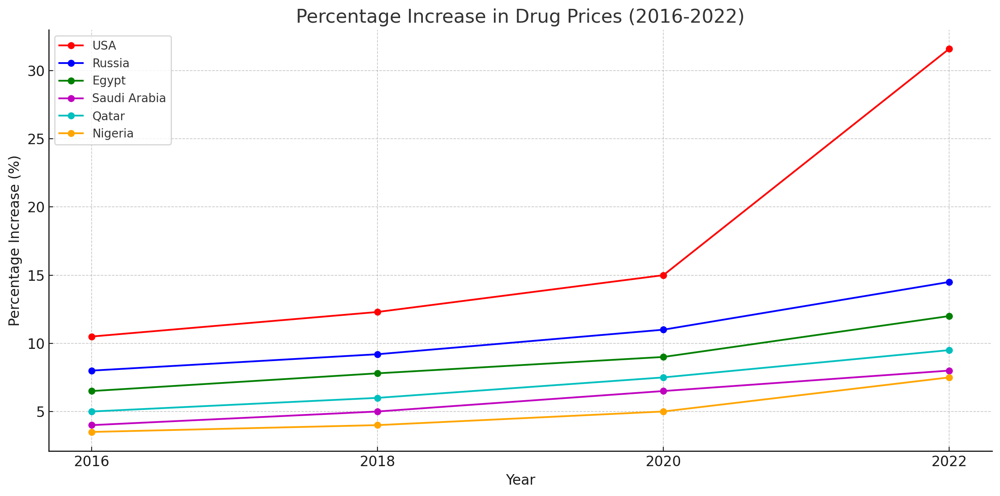 Percentage Increase in Drug Prices (2016-2022)
USA
Russia
Egypt
Saudi Arabia
Qatar
Nigeria
Percentage Increase (%)
30
25
20
15
10
5
2016 2018 2020 2022
Year